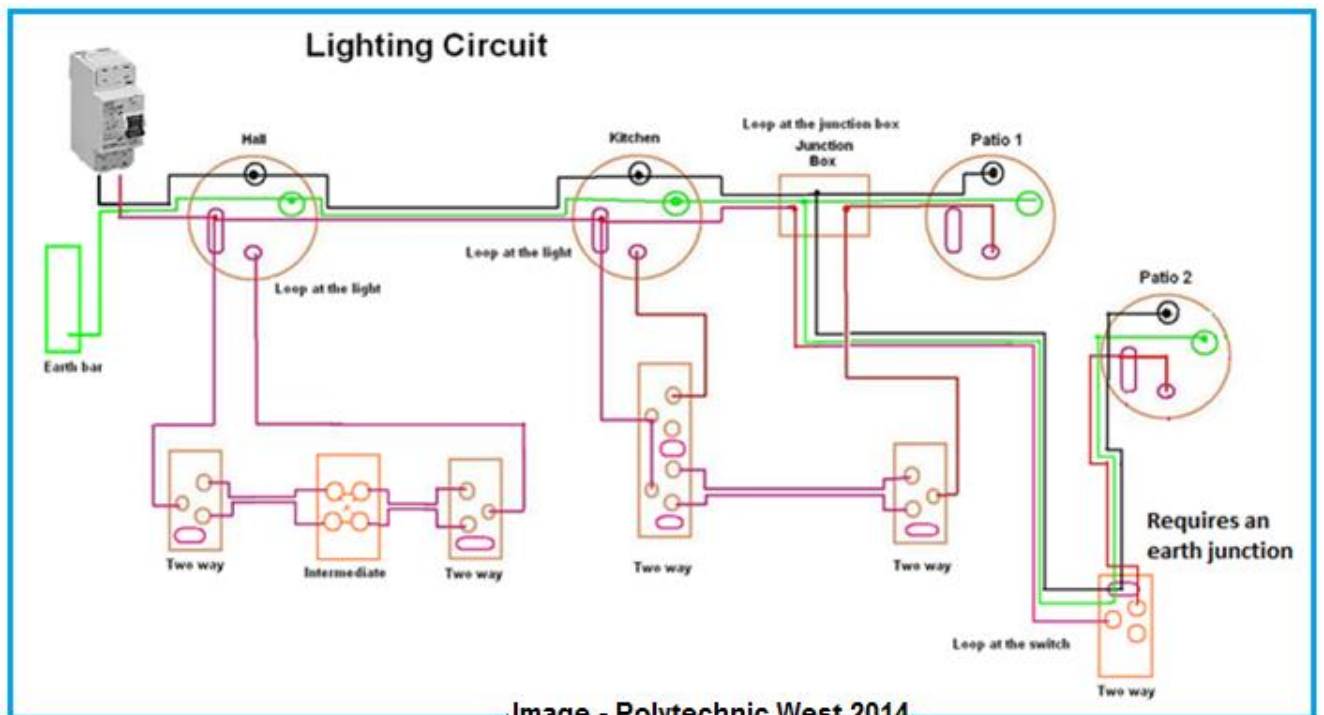 Lighting Circuit
Hall
Kitchen
Loop at the junction box
Junction
Box
Patio 1
Loop at the light
Loop at the light
Patio 2
Earth bar
Requires an
earth junction
Two way
Intermediate
Two way
Two way
Two way
Loop at the switch
Two way
Image - Polytechnic West 2014